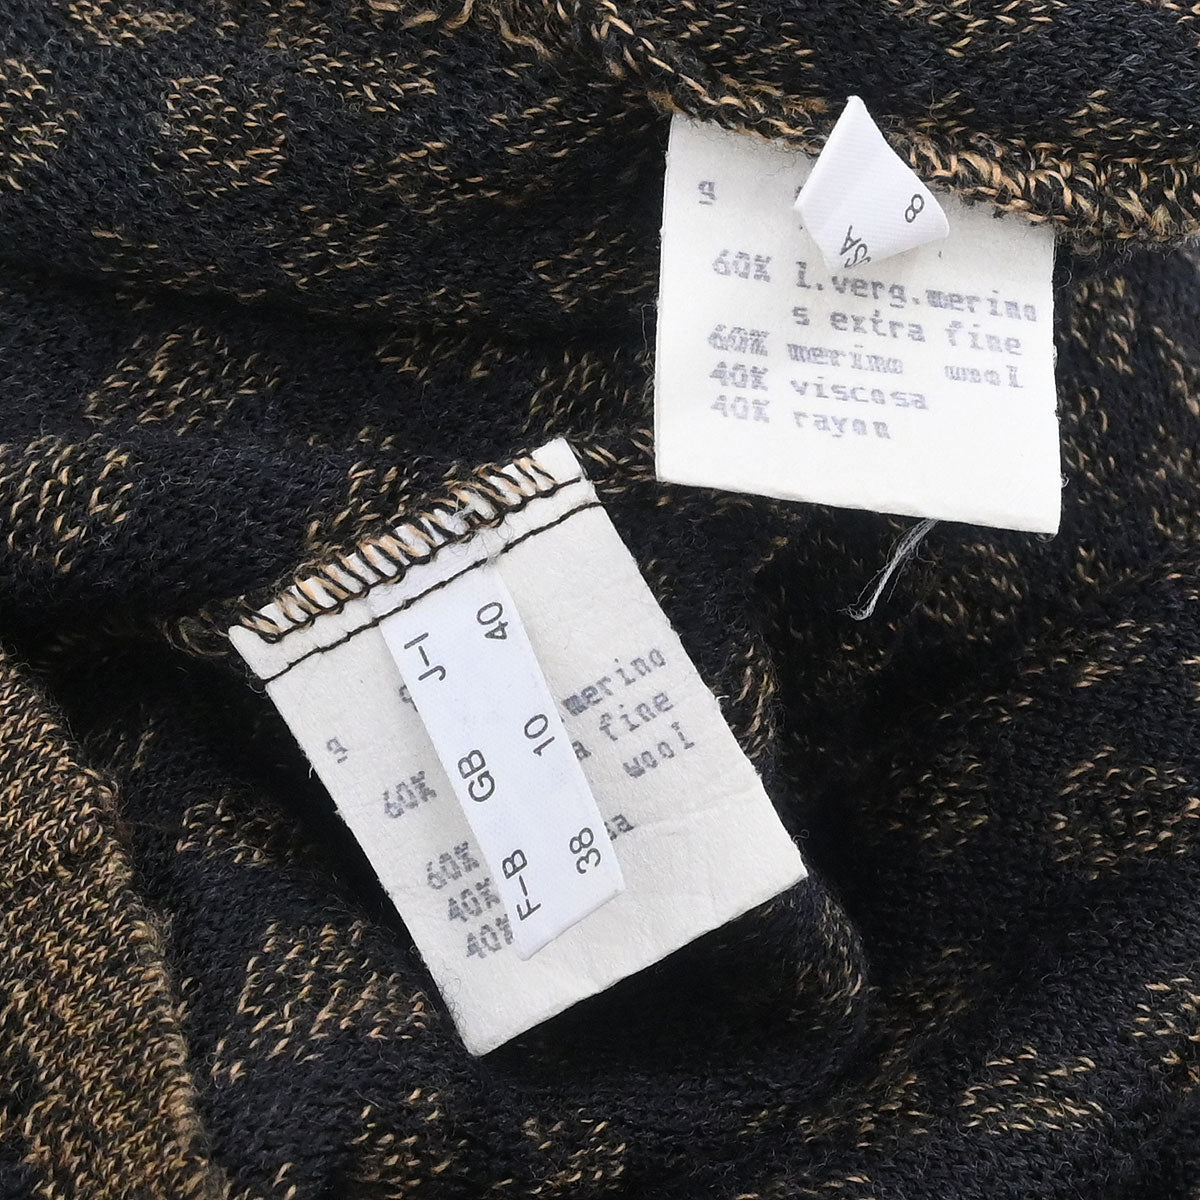 g
60% l.verg.merino
s extra fine
60% merino wool
40% viscosa
40% rayon
SA 8
g
60% merino
fine
60% wool
40%
40%
J-I 40
GB 10
F-B 38